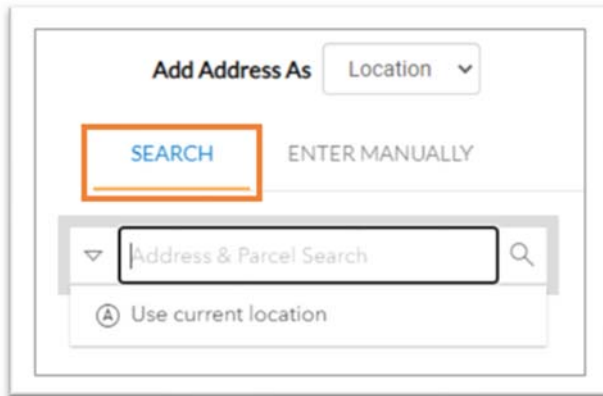 Add Address As Location
SEARCH ENTER MANUALLY
Address & Parcel Search
Use current location